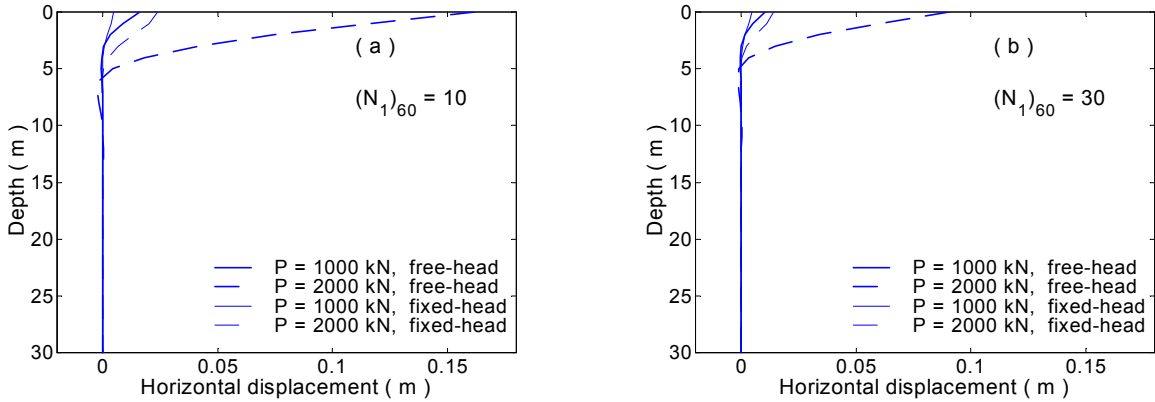 0
5
10
15
20
25
30
Depth ( m )
( a )
(N1)60 = 10
P = 1000 kN, free-head
P = 2000 kN, free-head
P = 1000 kN, fixed-head
P = 2000 kN, fixed-head
0 0.05 0.1 0.15
Horizontal displacement ( m )
0
5
10
15
20
25
30
Depth ( m )
( b )
(N1)60 = 30
P = 1000 kN, free-head
P = 2000 kN, free-head
P = 1000 kN, fixed-head
P = 2000 kN, fixed-head
0 0.05 0.1 0.15
Horizontal displacement ( m )